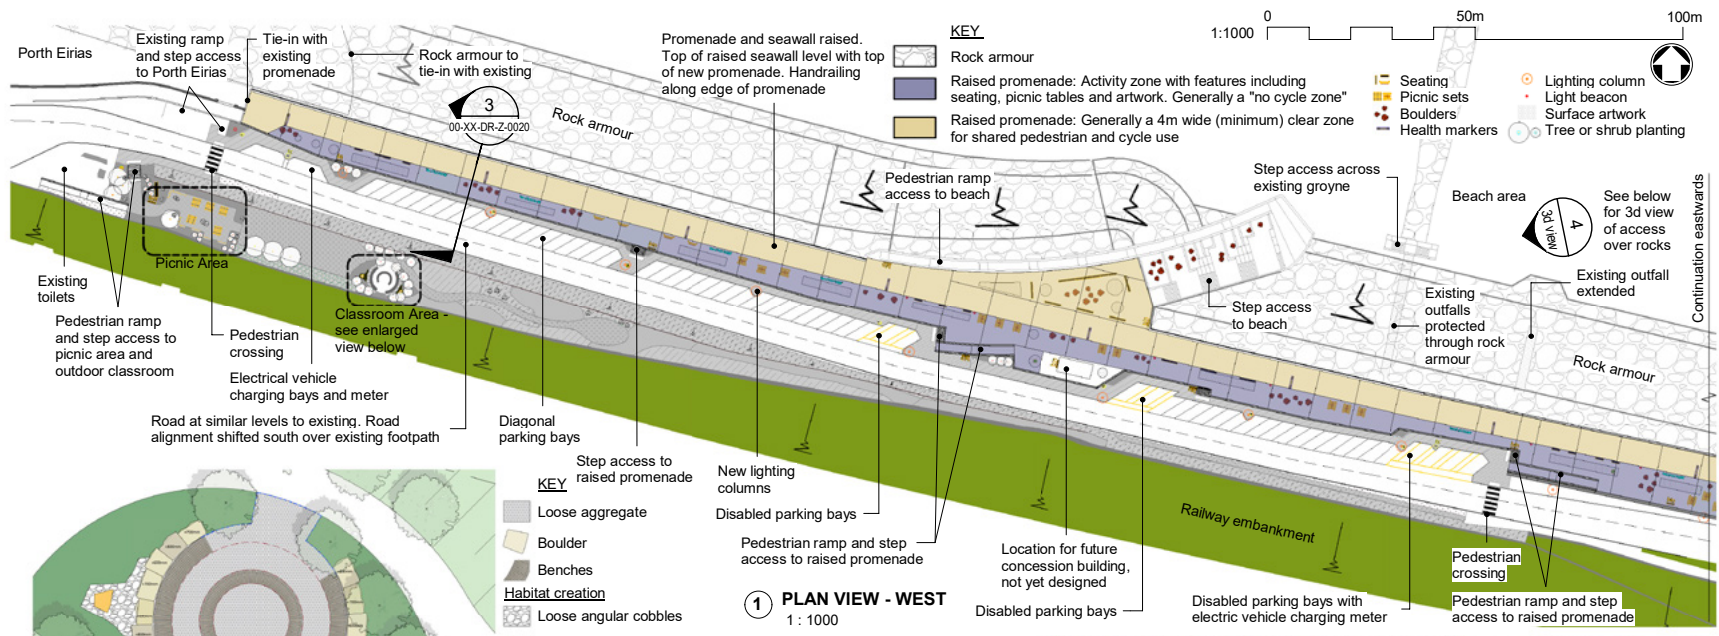 Porth Eirias
Existing ramp
and step access
to Porth Eirias
Tie-in with
existing
promenade
Rock armour to
tie-in with existing
3
00-XX-DR-Z-0020
Rock armour
Promenade and seawall raised.
Top of raised seawall level with top
of new promenade. Handrailing
along edge of promenade
KEY
Rock armour
Raised promenade: Activity zone with features including
seating, picnic tables and artwork. Generally a "no cycle zone"
Raised promenade: Generally a 4m wide (minimum) clear zone
for shared pedestrian and cycle use
1:1000
0
50m
100m
Seating
Picnic sets
Boulders
Health markers
Lighting column
Light beacon
Surface artwork
Tree or shrub planting
Pedestrian ramp
access to beach
Step access across
existing groyne
Beach area
4
3d view
See below
for 3d view
of access
over rocks
Continuation eastwards
Existing outfall
extended
Step access
to beach
Existing
outfalls
protected
through rock
armour
Rock armour
Picnic Area
Existing
toilets
Classroom Area -
see enlarged
view below
Pedestrian ramp
and step access to
picnic area and
outdoor classroom
Pedestrian
crossing
Electrical vehicle
charging bays and meter
Road at similar levels to existing. Road
alignment shifted south over existing footpath
Diagonal
parking bays
Step access to
raised promenade
New lighting
columns
Disabled parking bays
Pedestrian ramp and step
access to raised promenade
Location for future
concession building,
not yet designed
Disabled parking bays
Railway embankment
Disabled parking bays with
electric vehicle charging meter
Pedestrian
crossing
Pedestrian ramp and step
access to raised promenade
KEY
Loose aggregate
Boulder
Benches
Habitat creation
Loose angular cobbles
1
PLAN VIEW - WEST
1 : 1000